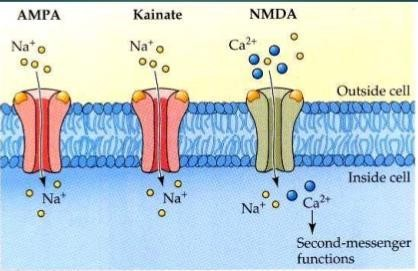 AMPA
Kainate
NMDA
Na⁺
Na⁺
Ca²⁺
Outside cell
Inside cell
Na⁺
Na⁺
Na⁺
Ca²⁺
Second-messenger
functions